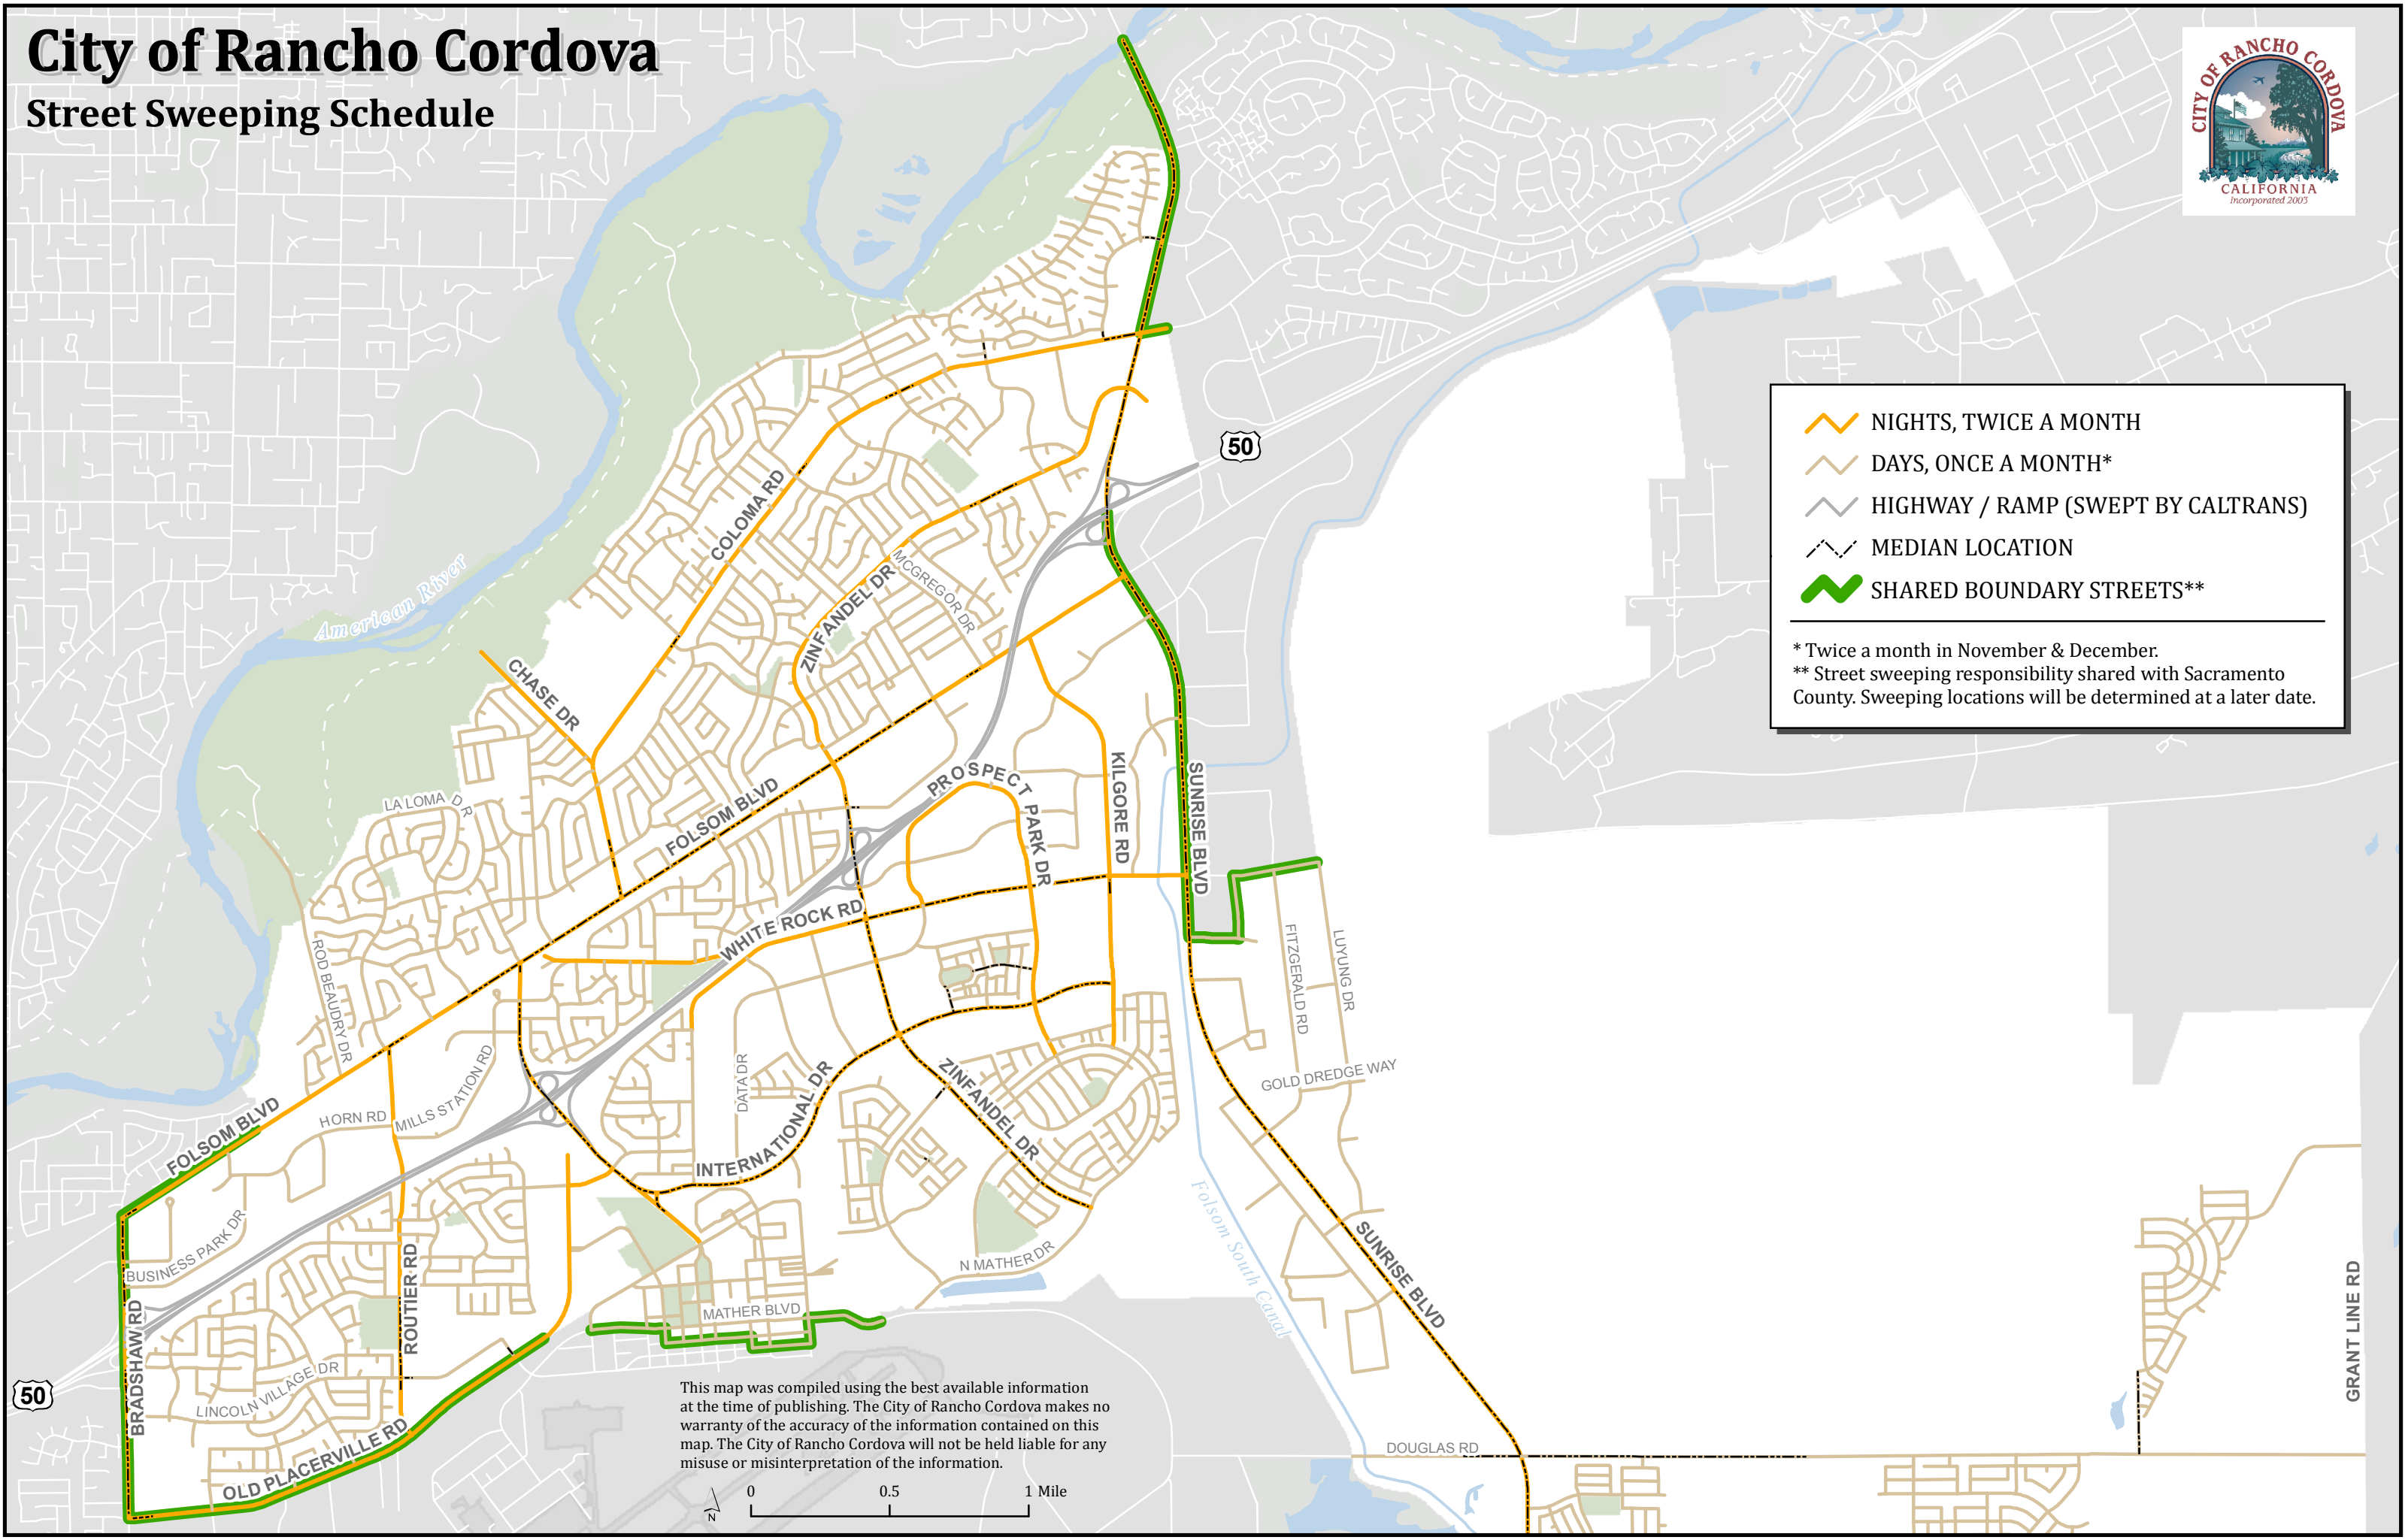 City of Rancho Cordova
Street Sweeping Schedule
CITY OF RANCHO CORDOVA
CALIFORNIA
Incorporated 2003
50
NIGHTS, TWICE A MONTH
DAYS, ONCE A MONTH*
HIGHWAY / RAMP (SWEPT BY CALTRANS)
MEDIAN LOCATION
SHARED BOUNDARY STREETS**
* Twice a month in November & December.
** Street sweeping responsibility shared with Sacramento
County. Sweeping locations will be determined at a later date.
COLOMA RD
MCGREGOR DR
ZINFANDEL DR
American River
CHASE DR
LA LOMA DR
FOLSOM BLVD
PROSPECT PARK DR
KILGORE RD
SUNRISE BLVD
WHITE ROCK RD
ROD BEAUDRY DR
FITZGERALD RD
LUYUNG DR
GOLD DREDGE WAY
DATA DR
MILLS STATION RD
HORN RD
FOLSOM BLVD
INTERNATIONAL DR
ZINFANDEL DR
Folsom South Canal
BUSINESS PARK DR
ROUTIER RD
N MATHER DR
MATHER BLVD
SUNRISE BLVD
GRANT LINE RD
BRADSHAW RD
50
LINCOLN VILLAGE DR
OLD PLACERVILLE RD
DOUGLAS RD
This map was compiled using the best available information
at the time of publishing. The City of Rancho Cordova makes no
warranty of the accuracy of the information contained on this
map. The City of Rancho Cordova will not be held liable for any
misuse or misinterpretation of the information.
N
0 0.5 1 Mile